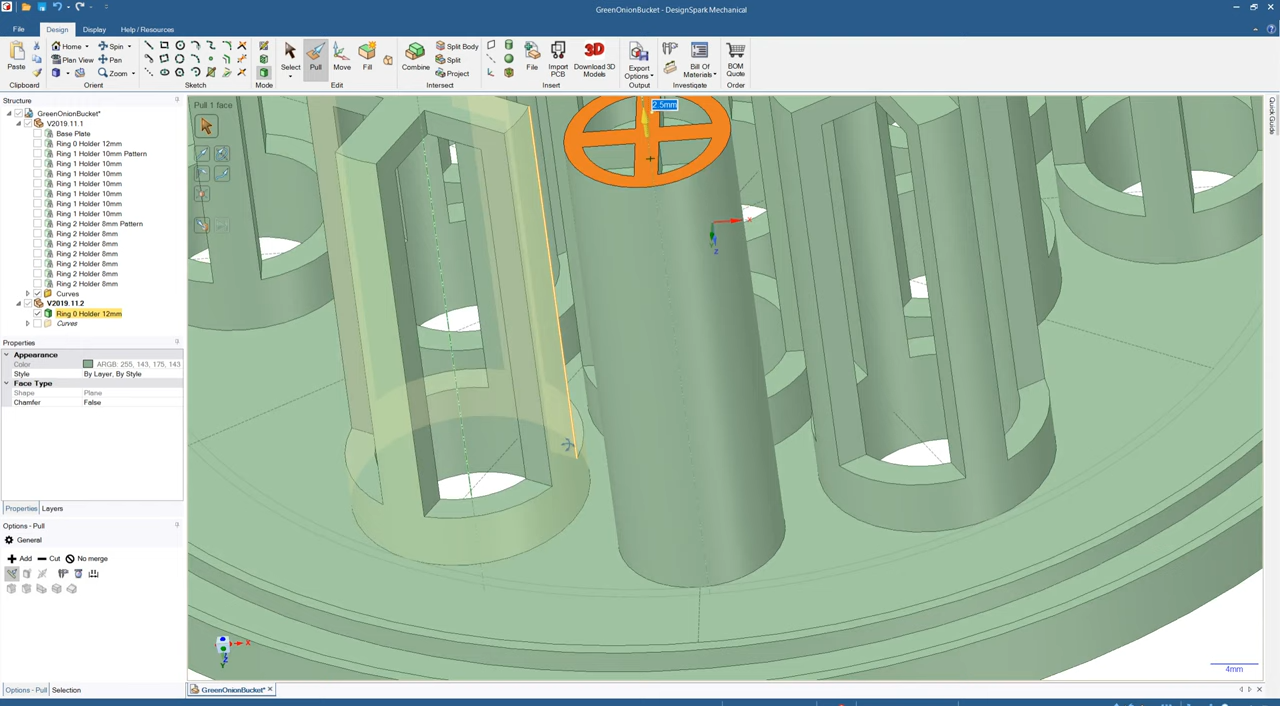 GreenOnionBucket - DesignSpark Mechanical
File Design Display Help / Resources
Home Spin Split Body
Plan View Pan Split
Zoom Project
Paste Select Pull Move Fill Combine File Import PCB Download 3D Models Export Options Bill Of Materials BOM Quote
Clipboard Orient Sketch Mode Edit Intersect Insert Output Investigate Order
Structure
Pull 1 face
2.5mm
Quick Guide
GreenOnionBucket*
V2019.11.1
Base Plate
Ring 0 Holder 12mm
Ring 1 Holder 10mm Pattern
Ring 1 Holder 10mm
Ring 1 Holder 10mm
Ring 1 Holder 10mm
Ring 1 Holder 10mm
Ring 1 Holder 10mm
Ring 1 Holder 10mm
Ring 2 Holder 8mm Pattern
Ring 2 Holder 8mm
Ring 2 Holder 8mm
Ring 2 Holder 8mm
Ring 2 Holder 8mm
Ring 2 Holder 8mm
Ring 2 Holder 8mm
Curves
V2019.11.2
Ring 0 Holder 12mm
Curves
Properties
Appearance
Color ARGB: 255, 143, 175, 143
Style By Layer, By Style
Face Type
Shape Plane
Chamfer False
Properties Layers
Options - Pull
General
Add Cut No merge
X
Y
Z
X
Z
Y
4mm
Options - Pull Selection
GreenOnionBucket*